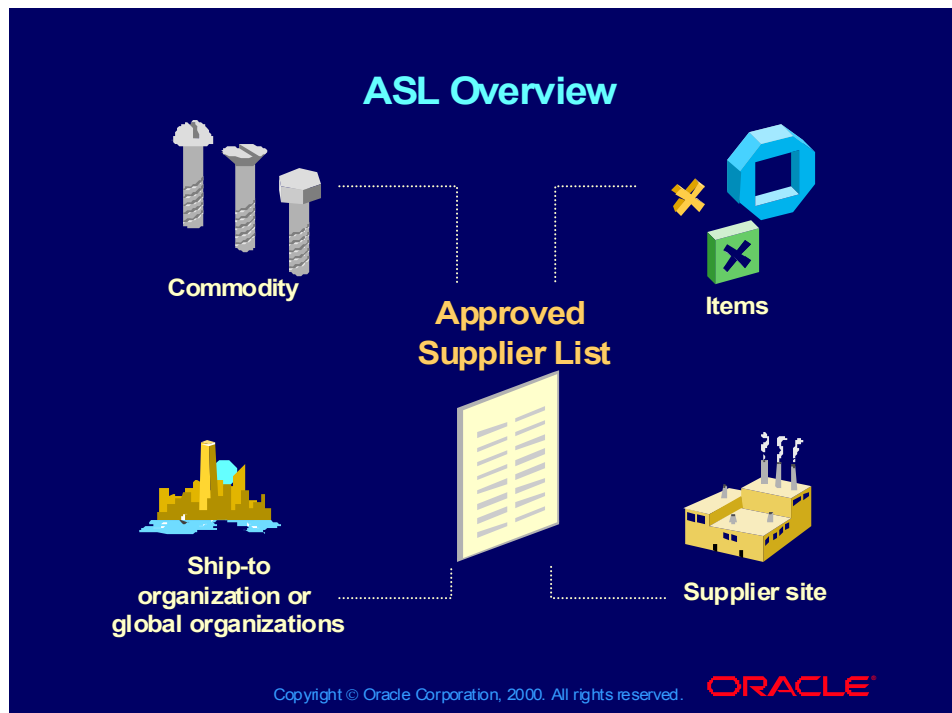 ASL Overview
Commodity
Items
Approved
Supplier List
Ship-to
organization or
global organizations
Supplier site
Copyright © Oracle Corporation, 2000. All rights reserved.
ORACLE®